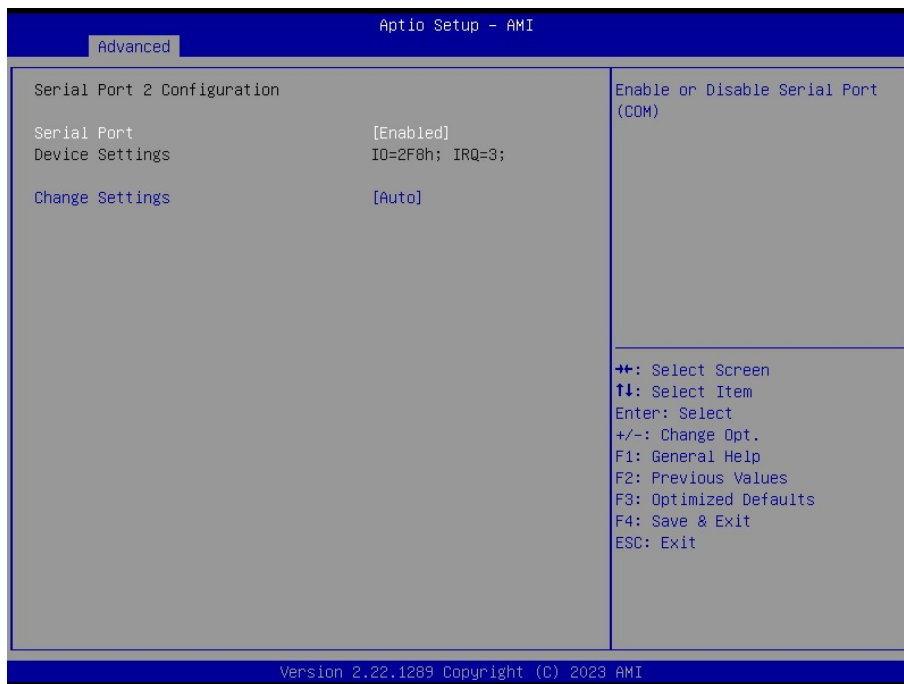 Aptio Setup – AMI
Advanced
Serial Port 2 Configuration
Serial Port [Enabled]
Device Settings IO=2F8h; IRQ=3;
Change Settings [Auto]
Enable or Disable Serial Port
(COM)
→←: Select Screen
↑↓: Select Item
Enter: Select
+/-: Change Opt.
F1: General Help
F2: Previous Values
F3: Optimized Defaults
F4: Save & Exit
ESC: Exit
Version 2.22.1289 Copyright (C) 2023 AMI